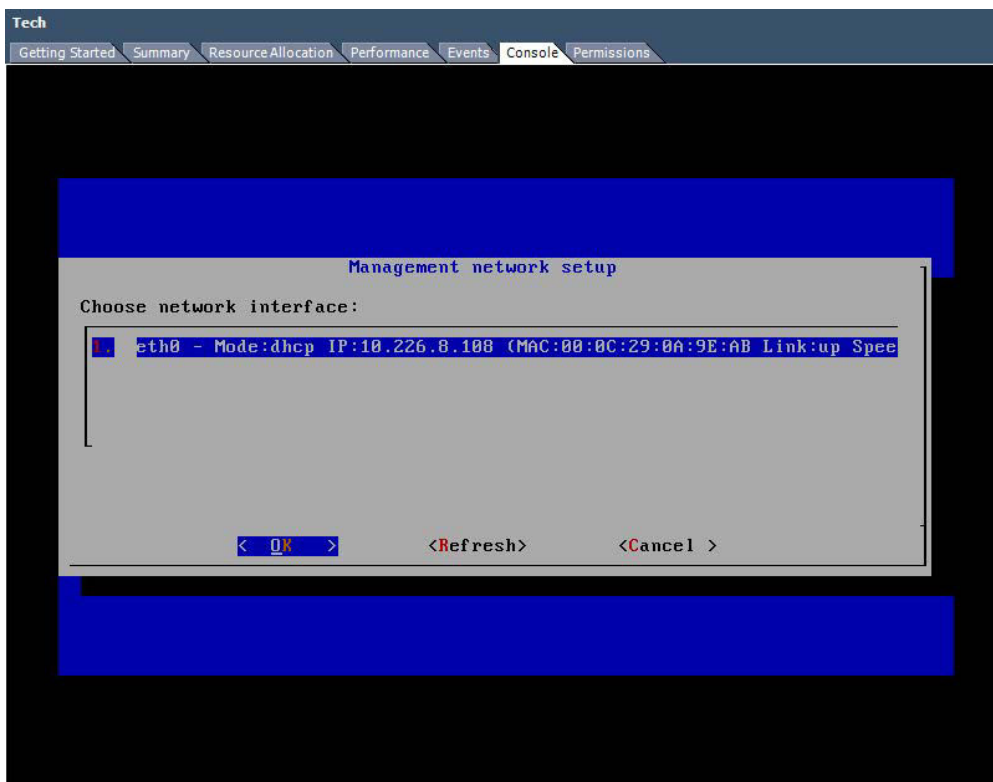 Tech
Getting Started Summary Resource Allocation Performance Events Console Permissions
Management network setup
Choose network interface:
1. eth0 - Mode:dhcp IP:10.226.8.108 (MAC:00:0C:29:0A:9E:AB Link:up Spee
< OK > <Refresh> <Cancel >